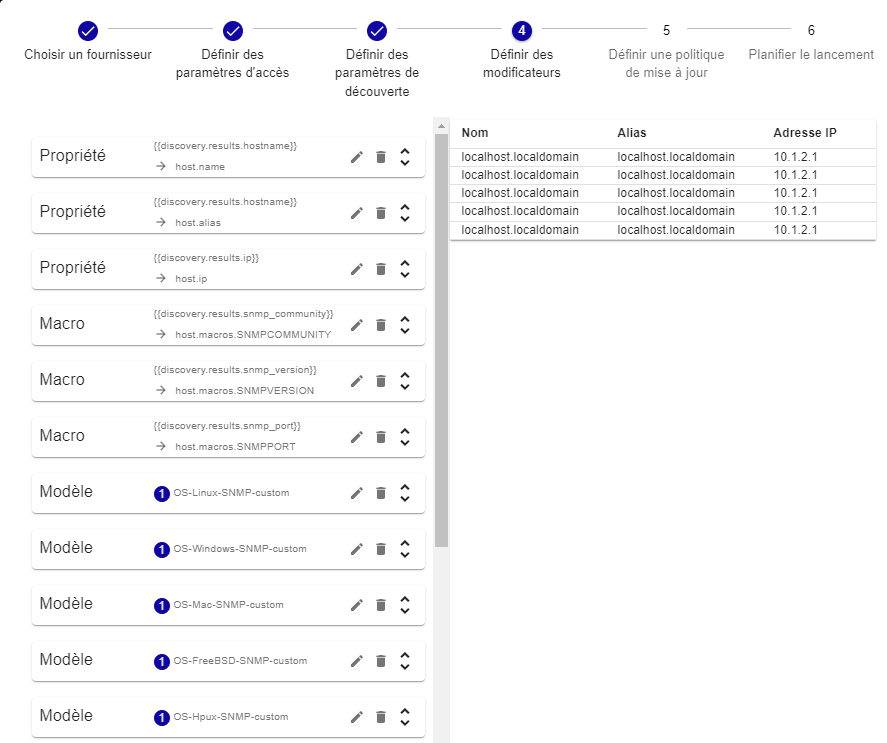 4
5
6
Choisir un fournisseur
Définir des
paramètres d'accès
Définir des
paramètres de
découverte
Définir des
modificateurs
Définir une politique
de mise à jour
Planifier le lancement
Propriété
{{discovery.results.hostname}}
→ host.name
Propriété
{{discovery.results.hostname}}
→ host.alias
Propriété
{{discovery.results.ip}}
→ host.ip
Macro
{{discovery.results.snmp_community}}
→ host.macros.SNMPCOMMUNITY
Macro
{{discovery.results.snmp_version}}
→ host.macros.SNMPVERSION
Macro
{{discovery.results.snmp_port}}
→ host.macros.SNMPPORT
Modèle
1 OS-Linux-SNMP-custom
Modèle
1 OS-Windows-SNMP-custom
Modèle
1 OS-Mac-SNMP-custom
Modèle
1 OS-FreeBSD-SNMP-custom
Modèle
1 OS-Hpux-SNMP-custom
Nom Alias Adresse IP
localhost.localdomain localhost.localdomain 10.1.2.1
localhost.localdomain localhost.localdomain 10.1.2.1
localhost.localdomain localhost.localdomain 10.1.2.1
localhost.localdomain localhost.localdomain 10.1.2.1
localhost.localdomain localhost.localdomain 10.1.2.1